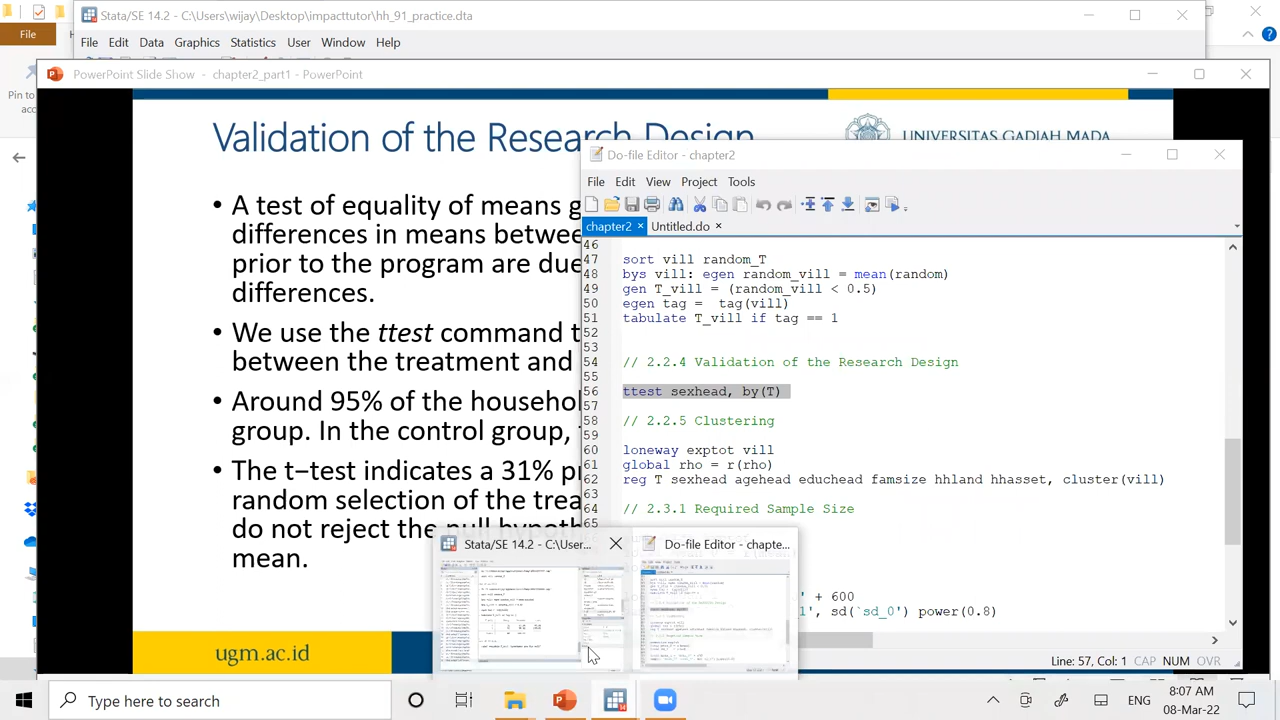 Stata/SE 14.2 - C:\Users\wijay\Desktop\impacttutor\hh_91_practice.dta
File
File Edit Data Graphics Statistics User Window Help
PowerPoint Slide Show - chapter2_part1 - PowerPoint
Pin to
Validation of the Research Design
UNIVERSITAS GADJAH MADA
• A test of equality of means
differences in means betwee
prior to the program are due
differences.
• We use the ttest command t
between the treatment and
• Around 95% of the househol
group. In the control group,
• The t–test indicates a 31% pr
random selection of the trea
do not reject the null hypoth
mean.
ugm.ac.id
Do-file Editor - chapter2
File Edit View Project Tools
chapter2 × Untitled.do ×
46
47 sort vill random_T
48 bys vill: egen random_vill = mean(random)
49 gen T_vill = (random_vill < 0.5)
50 egen tag = tag(vill)
51 tabulate T_vill if tag == 1
52
53
54 // 2.2.4 Validation of the Research Design
55
56 ttest sexhead, by(T)
57
58 // 2.2.5 Clustering
59
60 loneway exptot vill
61 global rho = r(rho)
62 reg T sexhead agehead educhead famsize hhland hhasset, cluster(vill)
63
64 // 2.3.1 Required Sample Size
65
' + 600
power(0.8)
Line: 57, Col: CAP NUM OVR
Stata/SE 14.2 - C:\User...
Do-file Editor - chapte...
Type here to search
ENG
8:07 AM
08-Mar-22